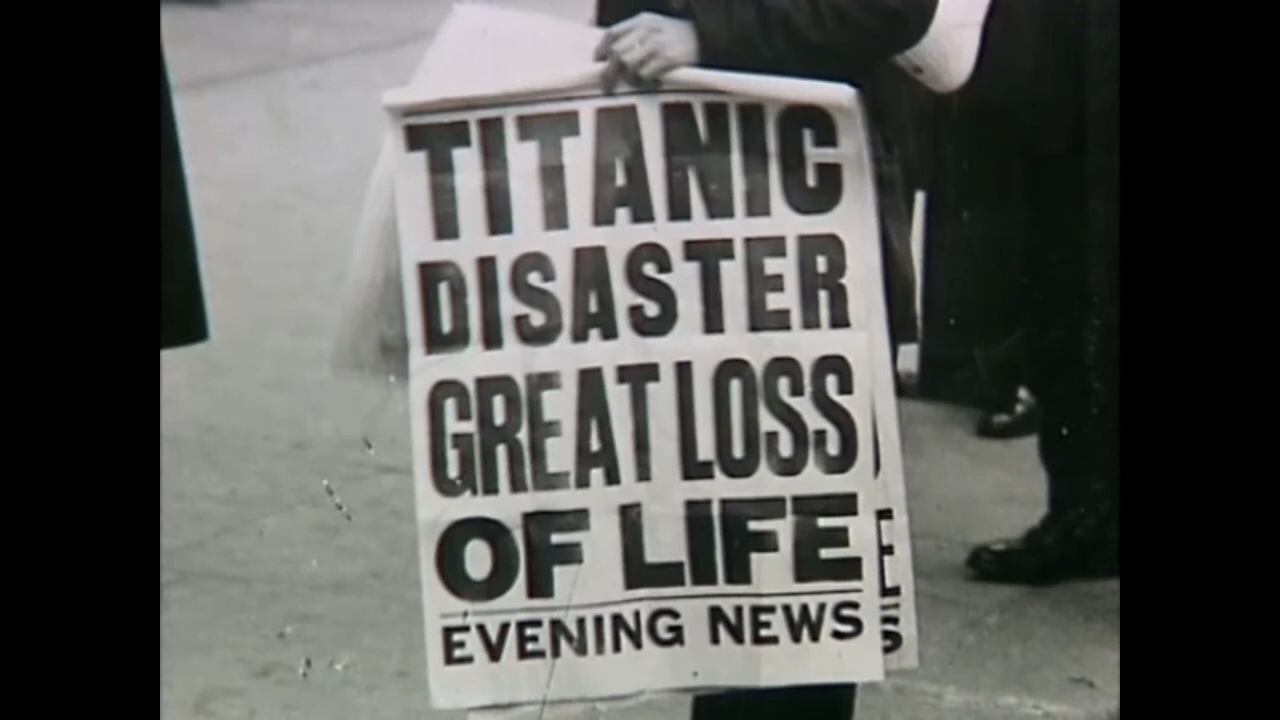 TITANIC
DISASTER
GREAT LOSS
OF LIFE
EVENING NEWS